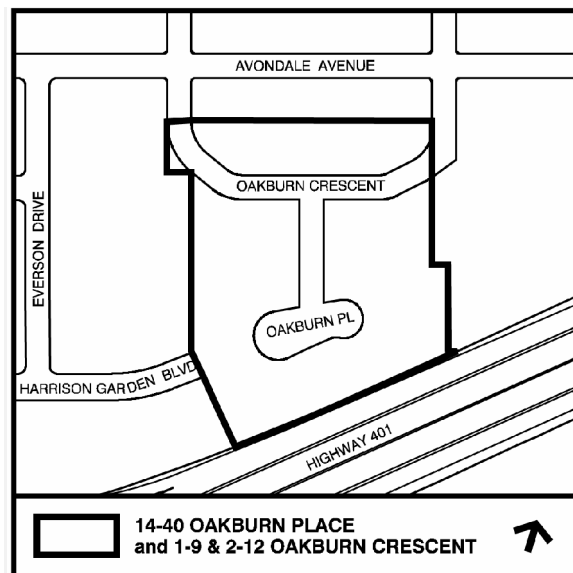 AVONDALE AVENUE
OAKBURN CRESCENT
EVERSON DRIVE
OAKBURN PL
HARRISON GARDEN BLVD
HIGHWAY 401
14-40 OAKBURN PLACE
and 1-9 & 2-12 OAKBURN CRESCENT